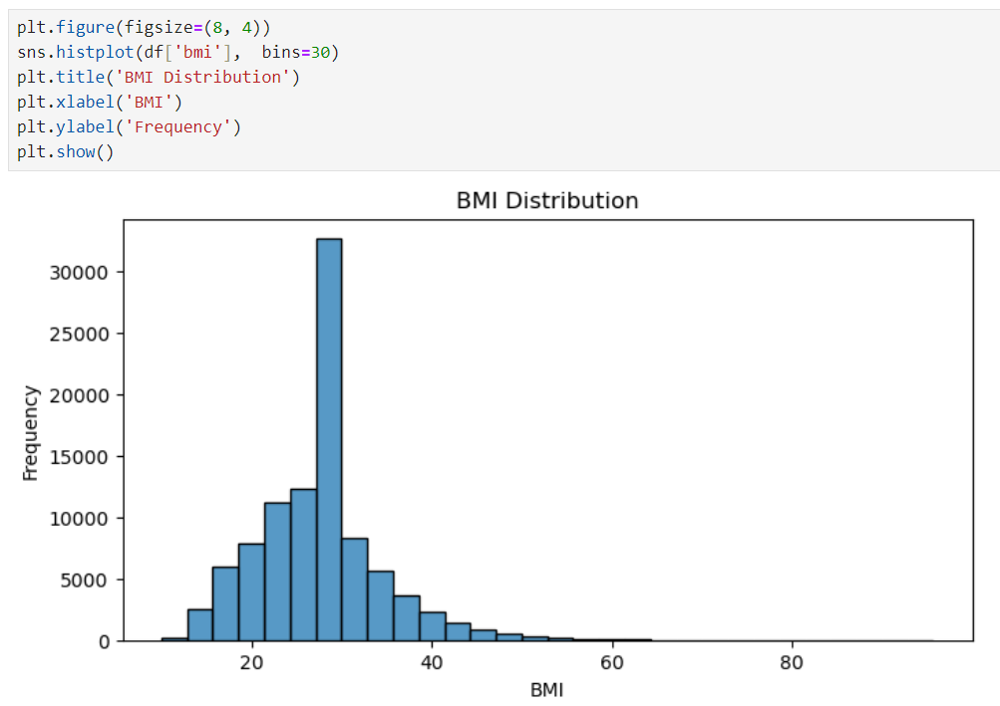 plt.figure(figsize=(8, 4))
sns.histplot(df['bmi'],  bins=30)
plt.title('BMI Distribution')
plt.xlabel('BMI')
plt.ylabel('Frequency')
plt.show()
BMI Distribution
30000
25000
20000
15000
10000
5000
0
Frequency
20 40 60 80
BMI